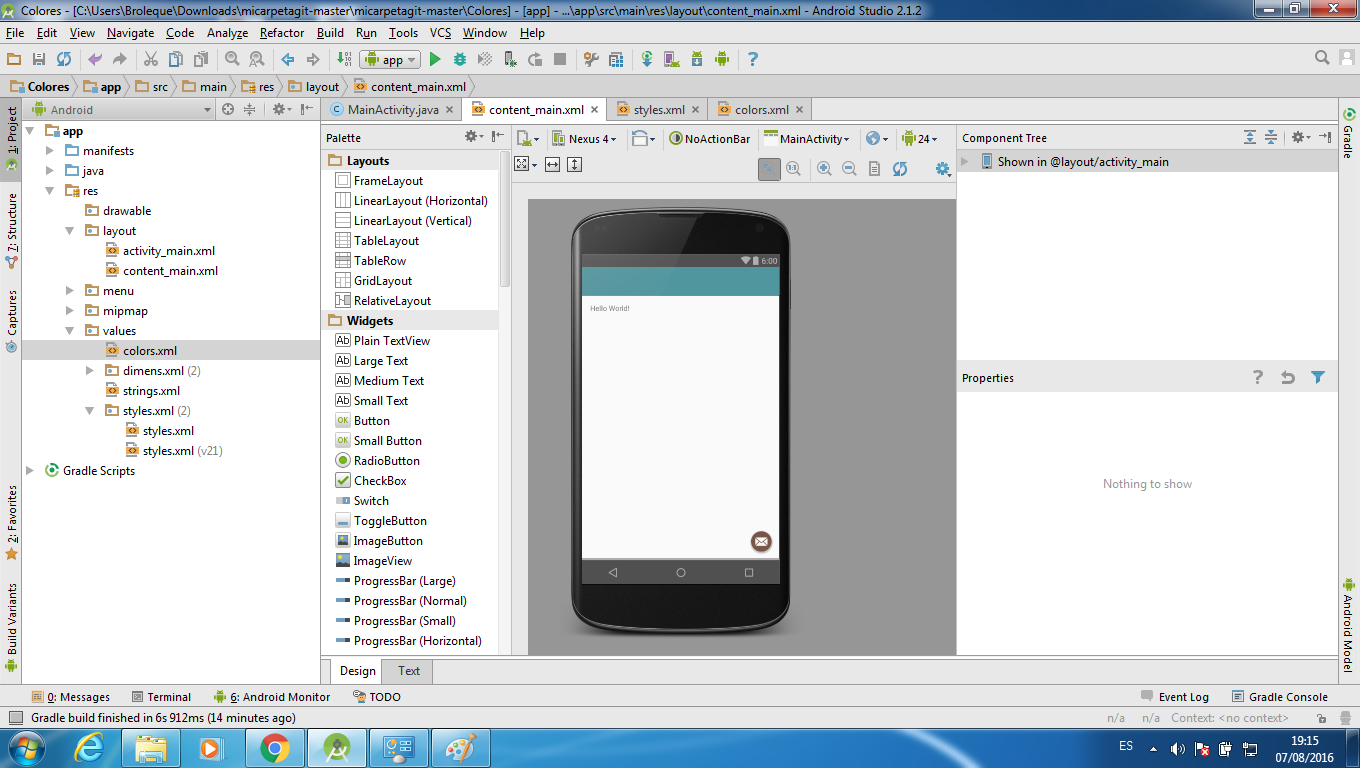 Colores - [C:\Users\Broleque\Downloads\micarpetagit-master\micarpetagit-master\Colores] - [app] - ...\app\src\main\res\layout\content_main.xml - Android Studio 2.1.2
File Edit View Navigate Code Analyze Refactor Build Run Tools VCS Window Help
app
Colores app src main res layout content_main.xml
Android
MainActivity.java content_main.xml styles.xml colors.xml
1: Project
7: Structure
Captures
2: Favorites
Build Variants
app
manifests
java
res
drawable
layout
activity_main.xml
content_main.xml
menu
mipmap
values
colors.xml
dimens.xml (2)
strings.xml
styles.xml (2)
styles.xml
styles.xml (v21)
Gradle Scripts
Palette
Layouts
FrameLayout
LinearLayout (Horizontal)
LinearLayout (Vertical)
TableLayout
TableRow
GridLayout
RelativeLayout
Widgets
Ab Plain TextView
Ab Large Text
Ab Medium Text
Ab Small Text
OK Button
OK Small Button
RadioButton
CheckBox
Switch
ToggleButton
ImageButton
ImageView
ProgressBar (Large)
ProgressBar (Normal)
ProgressBar (Small)
ProgressBar (Horizontal)
Nexus 4 NoActionBar MainActivity 24
6:00
Hello World!
Component Tree
Shown in @layout/activity_main
Properties
Nothing to show
Gradle
Android Model
Design Text
0: Messages Terminal 6: Android Monitor TODO Event Log Gradle Console
Gradle build finished in 6s 912ms (14 minutes ago) n/a n/a Context: <no context>
ES 19:15
07/08/2016